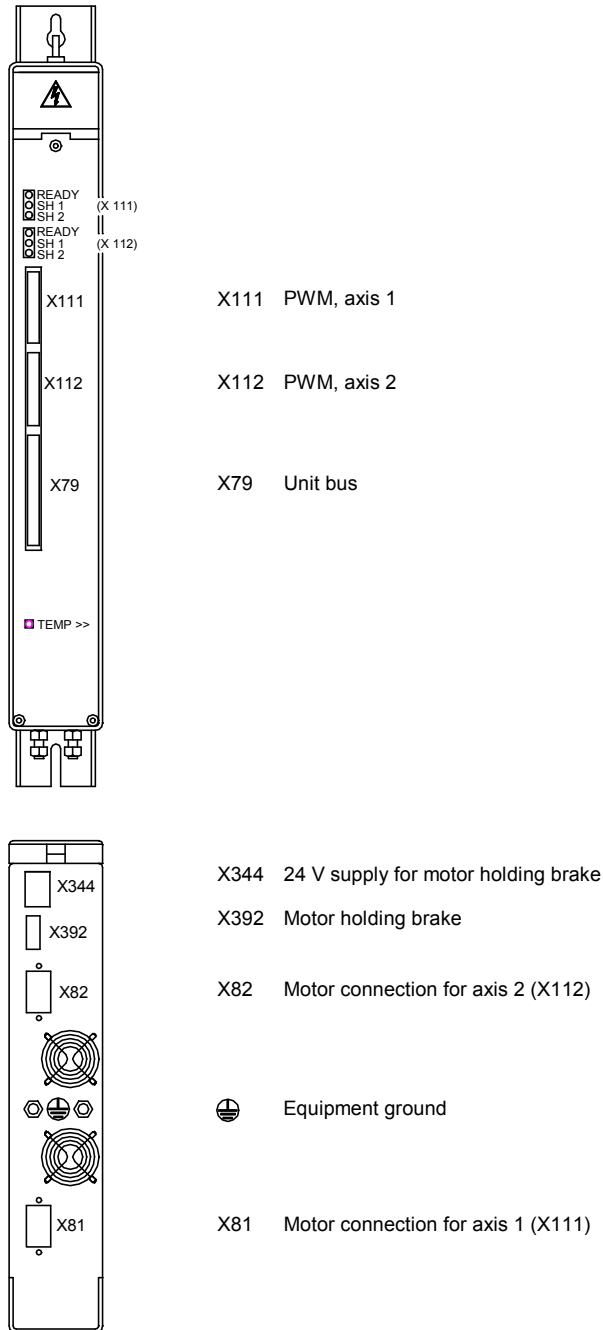 READY
SH 1 (X 111)
SH 2
READY
SH 1 (X 112)
SH 2
X111 X111 PWM, axis 1
X112 X112 PWM, axis 2
X79 X79 Unit bus
TEMP >>
X344 X344 24 V supply for motor holding brake
X392 X392 Motor holding brake
X82 X82 Motor connection for axis 2 (X112)
Equipment ground
X81 X81 Motor connection for axis 1 (X111)